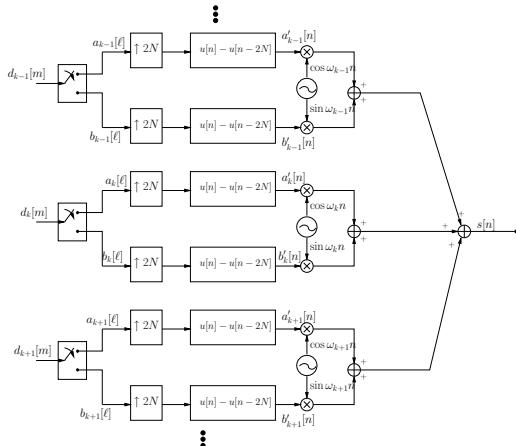 a_{k−1}[ℓ] ↑ 2N u[n] − u[n − 2N] a′_{k−1}[n]
d_{k−1}[m] cos ω_{k−1}n
sin ω_{k−1}n +
+
b_{k−1}[ℓ] ↑ 2N u[n] − u[n − 2N] b′_{k−1}[n]
a_k[ℓ] ↑ 2N u[n] − u[n − 2N] a′_k[n]
d_k[m] cos ω_k n + + + s[n]
sin ω_k n + +
b_k[ℓ] ↑ 2N u[n] − u[n − 2N] b′_k[n]
a_{k+1}[ℓ] ↑ 2N u[n] − u[n − 2N] a′_{k+1}[n]
d_{k+1}[m] cos ω_{k+1}n +
sin ω_{k+1}n +
b_{k+1}[ℓ] ↑ 2N u[n] − u[n − 2N] b′_{k+1}[n]